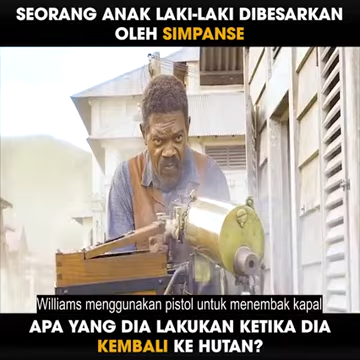 SEORANG ANAK LAKI-LAKI DIBESARKAN
OLEH SIMPANSE
Williams menggunakan pistol untuk menembak kapal
APA YANG DIA LAKUKAN KETIKA DIA
KEMBALI KE HUTAN?